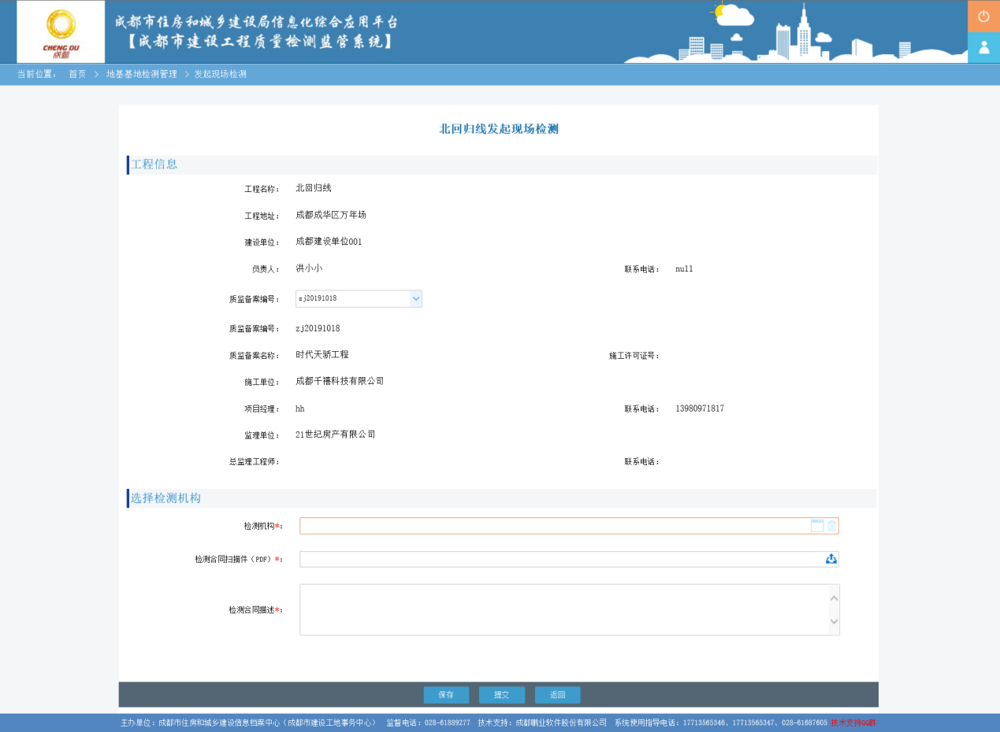 成都市住房和城乡建设局信息化综合应用平台
【成都市建设工程质量检测监管系统】
CHENG DU
成都
当前位置： 首页 > 地基基地检测管理 > 发起现场检测
北回归线发起现场检测
工程信息
工程名称： 北回归线
工程地址： 成都成华区万年场
建设单位： 成都建设单位001
负责人： 洪小小 联系电话： null
质监备案编号： zj20191018
质监备案编号： zj20191018
质监备案名称： 时代天骄工程 施工许可证号：
施工单位： 成都千禧科技有限公司
项目经理： hh 联系电话： 13980971817
监理单位： 21世纪房产有限公司
总监理工程师： 联系电话：
选择检测机构
检测机构*：
检测合同扫描件（PDF）*：
检测合同描述*：
保存 提交 返回
主办单位：成都市住房和城乡建设信息档案中心（成都市建设工地事务中心） 监督电话：028-61889277 技术支持：成都鹏业软件股份有限公司 系统使用指导电话：17713565346、17713565347、028-61687605 技术支持QQ群